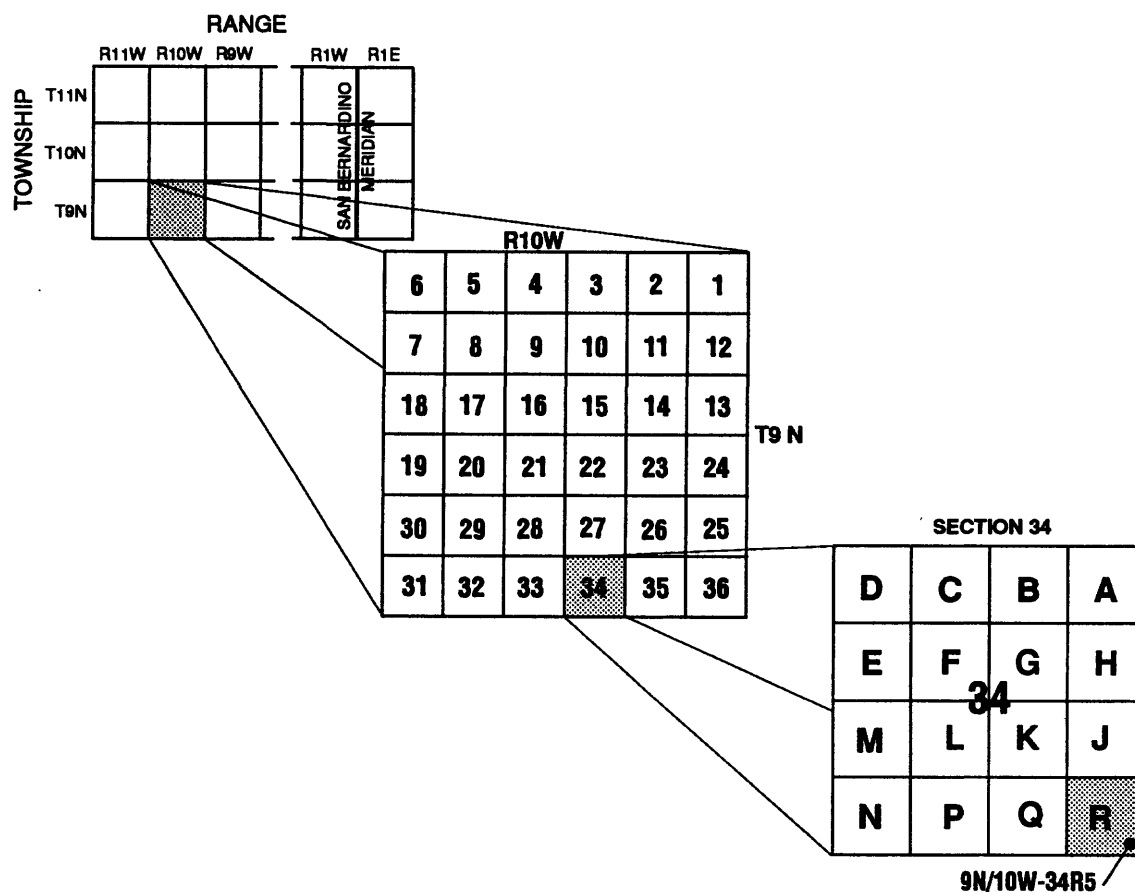 RANGE
R11W R10W R9W R1W R1E
TOWNSHIP
T11N
T10N
T9N
SAN BERNARDINO
MERIDIAN
R10W
6 5 4 3 2 1
7 8 9 10 11 12
18 17 16 15 14 13
T9 N
19 20 21 22 23 24
30 29 28 27 26 25
31 32 33 34 35 36
SECTION 34
D C B A
E F G H
34
M L K J
N P Q R
9N/10W-34R5